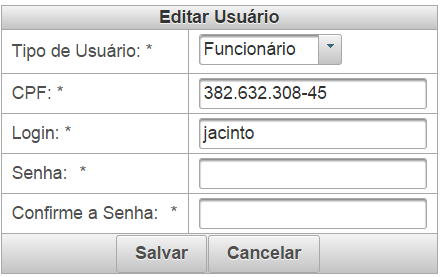 Editar Usuário
Tipo de Usuário: * Funcionário
CPF: * 382.632.308-45
Login: * jacinto
Senha: *
Confirme a Senha: *
Salvar Cancelar